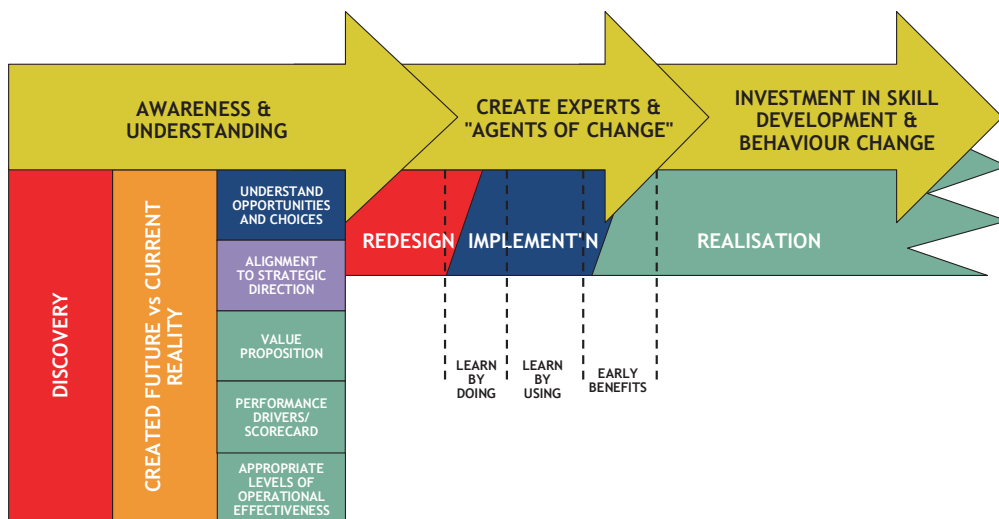 AWARENESS &
UNDERSTANDING
CREATE EXPERTS &
"AGENTS OF CHANGE"
INVESTMENT IN SKILL
DEVELOPMENT &
BEHAVIOUR CHANGE
DISCOVERY
CREATED FUTURE vs CURRENT
REALITY
UNDERSTAND
OPPORTUNITIES
AND CHOICES
ALIGNMENT
TO STRATEGIC
DIRECTION
VALUE
PROPOSITION
PERFORMANCE
DRIVERS/
SCORECARD
APPROPRIATE
LEVELS OF
OPERATIONAL
EFFECTIVENESS
REDESIGN
IMPLEMENT'N
REALISATION
LEARN
BY
DOING
LEARN
BY
USING
EARLY
BENEFITS